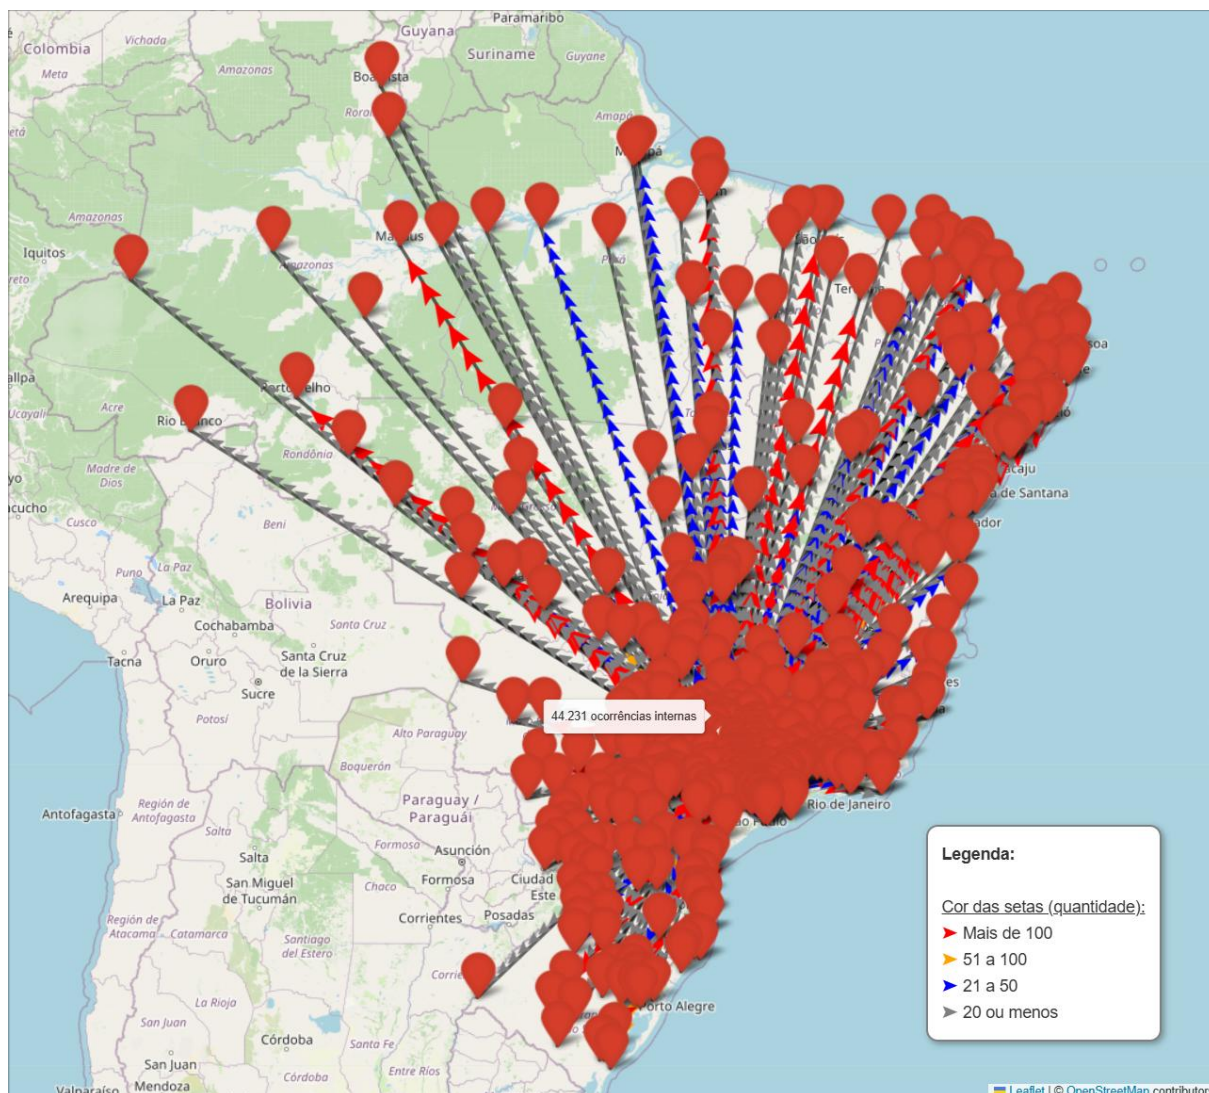 Paramaribo
Guyana
Colombia
Vichada
Meta
Suriname
Guyane
Amazonas
Amapá
Amazonas
Iquitos
Amazonas
Acre
Rondônia
Madre de
Dios
Beni
Cusco
Puno
La Paz
Arequipa
La Paz
Bolivia
Cochabamba
Santa Cruz
Tacna
Oruro
Santa Cruz
de la Sierra
Sucre
Potosí
44.231 ocorrências internas
Alto Paraguay
Boquerón
Paraguay /
Paraguái
Antofagasta
Región de
Antofagasta
Salta
Formosa
Asunción
Salta
Formosa
Ciudad
Este
Chaco
San Miguel
de Tucumán
Corrientes
Posadas
Región de
Atacama
Catamarca
Santiago
del Estero
La Rioja
Porto Alegre
San Juan
Córdoba
Santa Fe
San Juan
Mendoza
Córdoba
Entre Ríos
Valparaíso
Rio de Janeiro
a de Santana
Legenda:
Cor das setas (quantidade):
Mais de 100
51 a 100
21 a 50
20 ou menos
Leaflet | © OpenStreetMap contributor